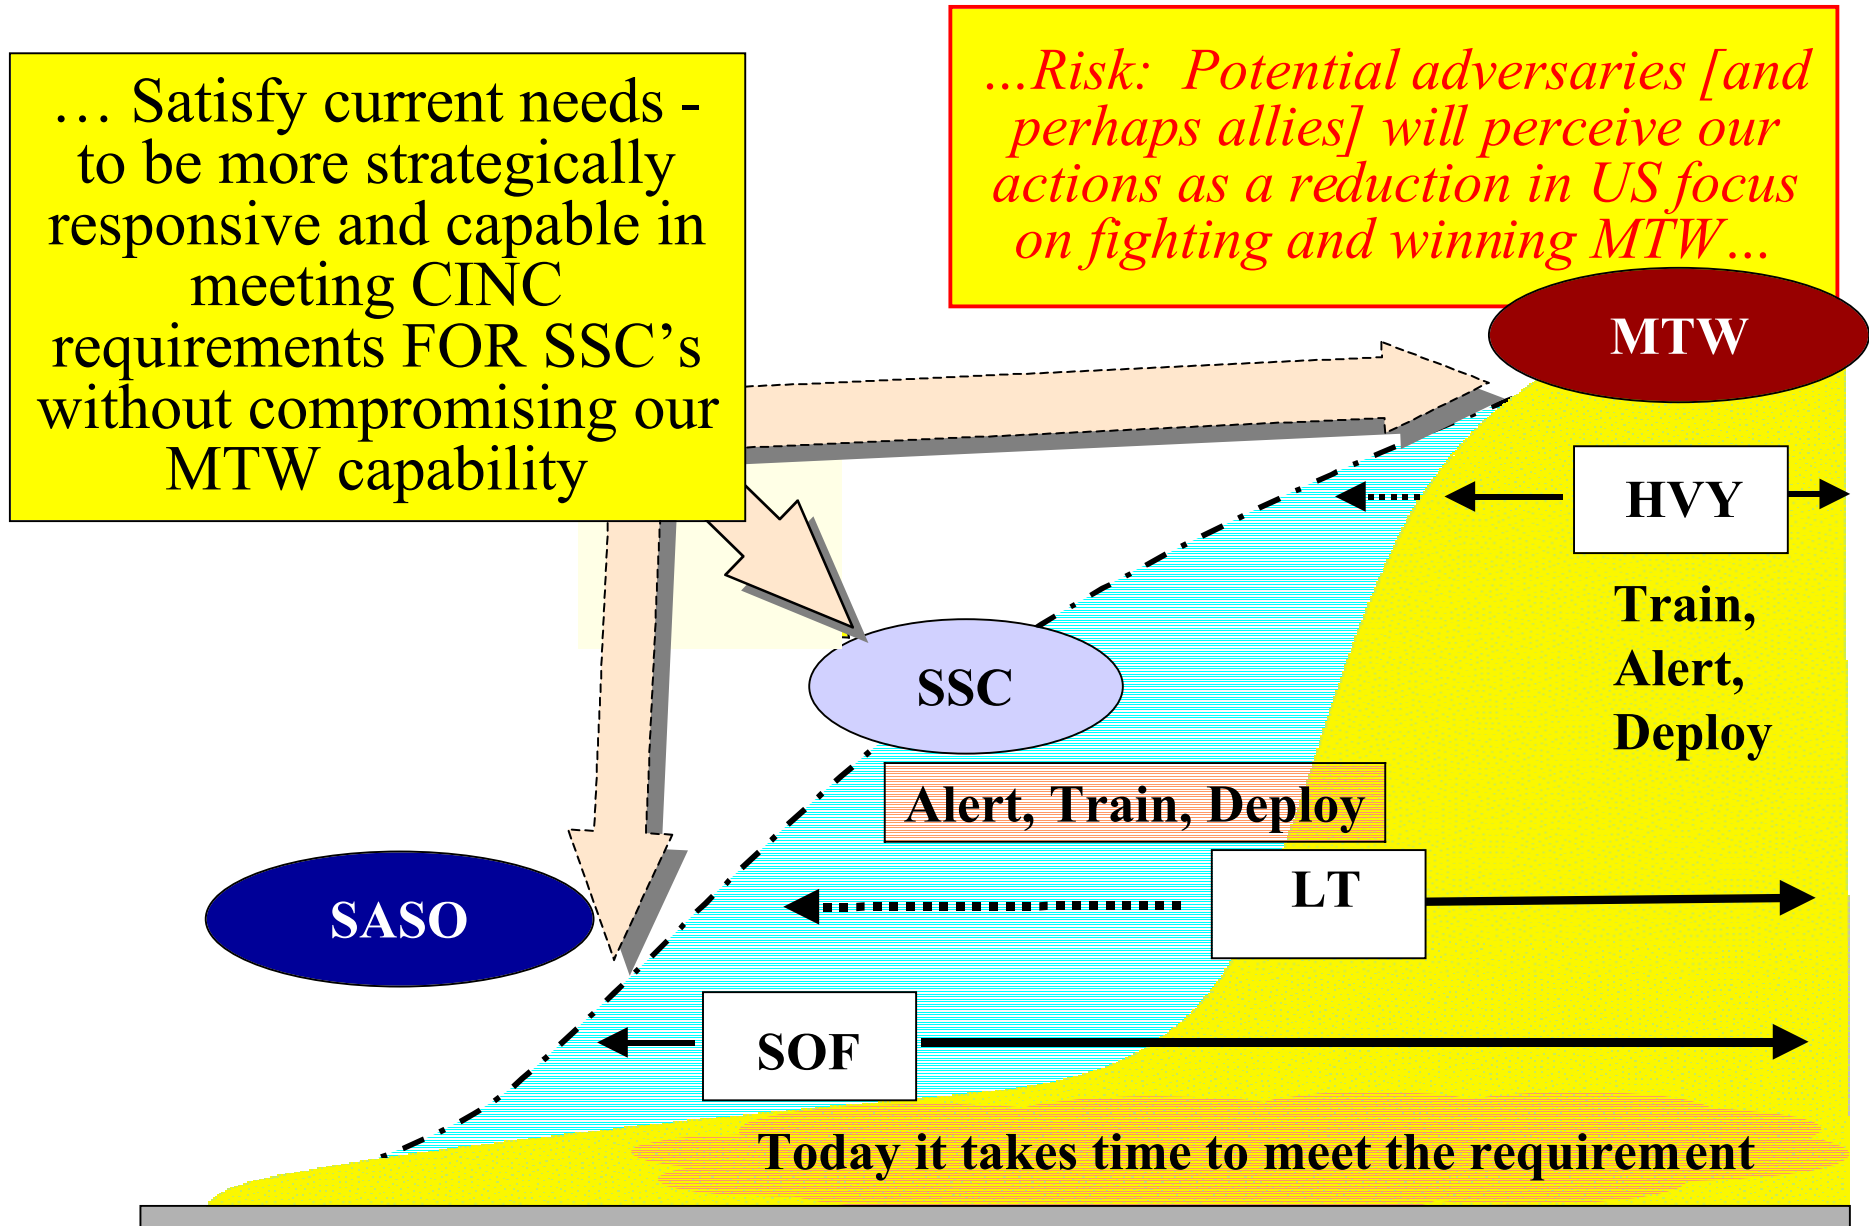 … Satisfy current needs -
to be more strategically
responsive and capable in
meeting CINC
requirements FOR SSC’s
without compromising our
MTW capability
...Risk:  Potential adversaries [and
perhaps allies] will perceive our
actions as a reduction in US focus
on fighting and winning MTW...
MTW
HVY
Train,
Alert,
Deploy
SSC
Alert, Train, Deploy
LT
SASO
SOF
Today it takes time to meet the requirement